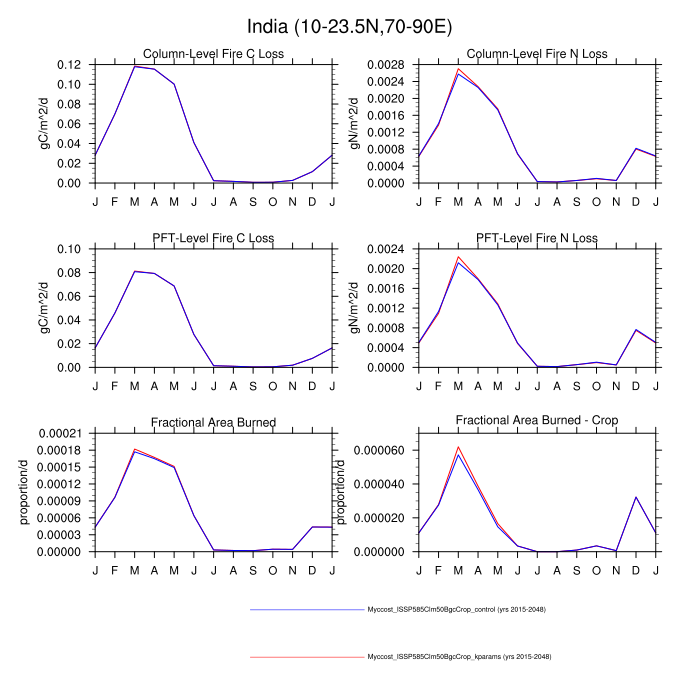 India (10-23.5N,70-90E)
Column-Level Fire C Loss
gC/m^2/d
0.12
0.10
0.08
0.06
0.04
0.02
0.00
J F M A M J J A S O N D J
Column-Level Fire N Loss
gN/m^2/d
0.0028
0.0024
0.0020
0.0016
0.0012
0.0008
0.0004
0.0000
J F M A M J J A S O N D J
PFT-Level Fire C Loss
gC/m^2/d
0.10
0.08
0.06
0.04
0.02
0.00
J F M A M J J A S O N D J
PFT-Level Fire N Loss
gN/m^2/d
0.0024
0.0020
0.0016
0.0012
0.0008
0.0004
0.0000
J F M A M J J A S O N D J
Fractional Area Burned
proportion/d
0.00021
0.00018
0.00015
0.00012
0.00009
0.00006
0.00003
0.00000
J F M A M J J A S O N D J
Fractional Area Burned - Crop
proportion/d
0.000060
0.000040
0.000020
0.000000
J F M A M J J A S O N D J
Myccost_ISSP585Clm50BgcCrop_control (yrs 2015-2048)
Myccost_ISSP585Clm50BgcCrop_kparams (yrs 2015-2048)